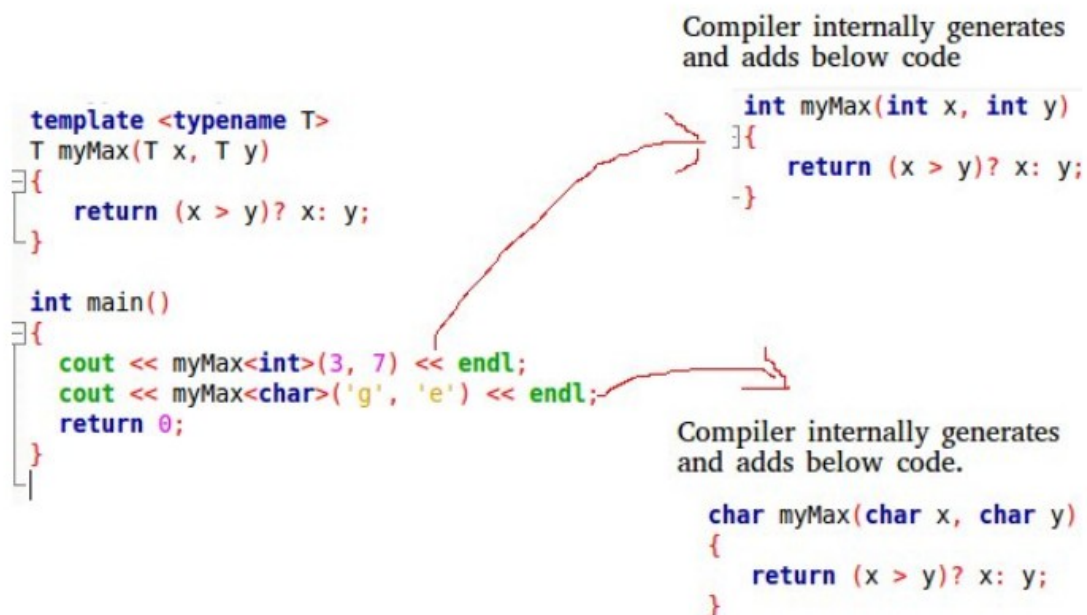 template <typename T>
T myMax(T x, T y)
{
return (x > y)? x: y;
}
int main()
{
cout << myMax<int>(3, 7) << endl;
cout << myMax<char>('g', 'e') << endl;
return 0;
}
Compiler internally generates
and adds below code
int myMax(int x, int y)
{
return (x > y)? x: y;
}
Compiler internally generates
and adds below code.
char myMax(char x, char y)
{
return (x > y)? x: y;
}